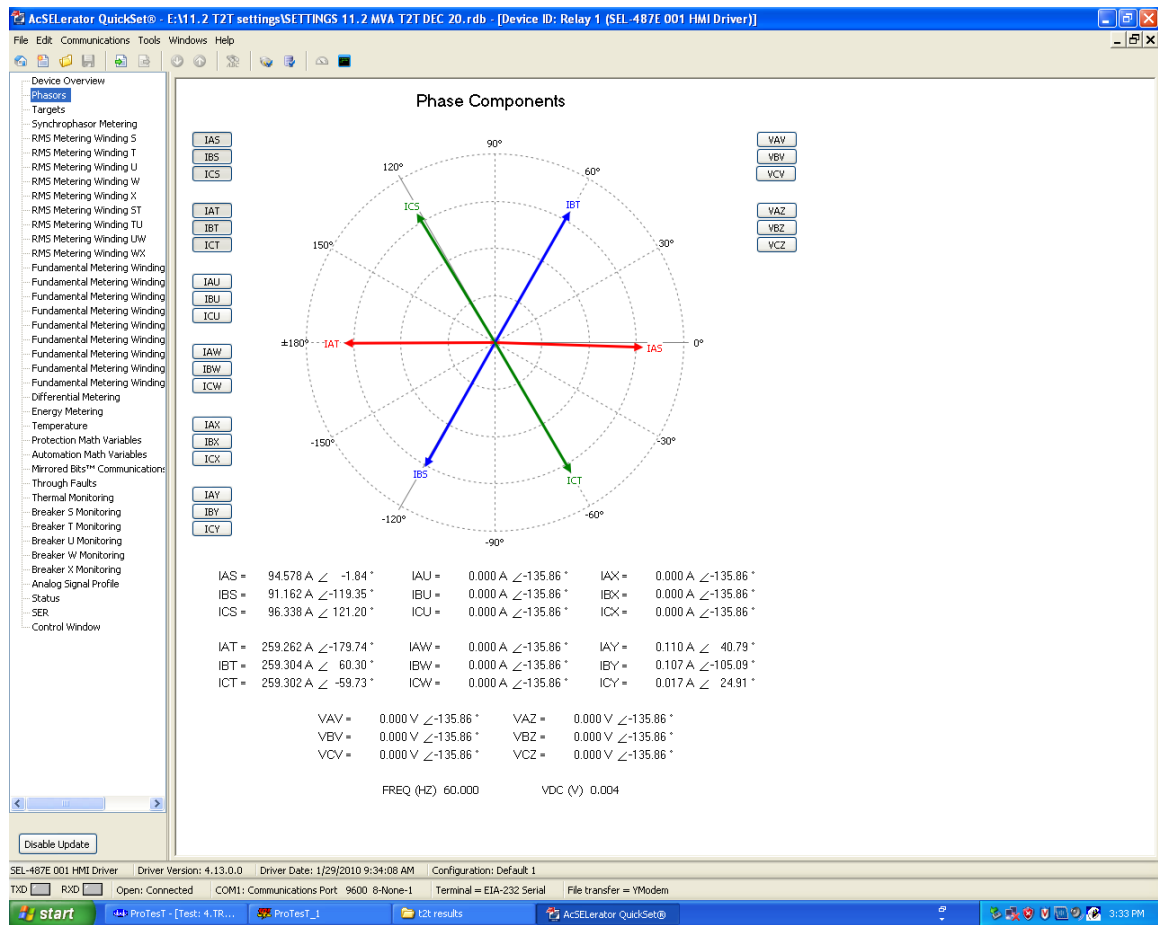 AcSELerator QuickSet® - E:\11.2 T2T settings\SETTINGS 11.2 MVA T2T DEC 20.rdb - [Device ID: Relay 1 (SEL-487E 001 HMI Driver)]
File Edit Communications Tools Windows Help
Device Overview
Phasors
Targets
Synchrophasor Metering
RMS Metering Winding S
RMS Metering Winding T
RMS Metering Winding U
RMS Metering Winding W
RMS Metering Winding X
RMS Metering Winding ST
RMS Metering Winding TU
RMS Metering Winding UW
RMS Metering Winding WX
Fundamental Metering Winding
Fundamental Metering Winding
Fundamental Metering Winding
Fundamental Metering Winding
Fundamental Metering Winding
Fundamental Metering Winding
Fundamental Metering Winding
Fundamental Metering Winding
Fundamental Metering Winding
Differential Metering
Energy Metering
Temperature
Protection Math Variables
Automation Math Variables
Mirrored Bits™ Communications
Through Faults
Thermal Monitoring
Breaker S Monitoring
Breaker T Monitoring
Breaker U Monitoring
Breaker W Monitoring
Breaker X Monitoring
Analog Signal Profile
Status
SER
Control Window
Disable Update
Phase Components
IAS
IBS
ICS
IAT
IBT
ICT
IAU
IBU
ICU
IAW
IBW
ICW
IAX
IBX
ICX
IAY
IBY
ICY
VAV
VBV
VCV
VAZ
VBZ
VCZ
90°
120° 60°
ICS IBT
150° 30°
±180° IAT IAS 0°
-150° -30°
IBS ICT
-120° -60°
-90°
IAS = 94.578 A ∠ -1.84 ° IAU = 0.000 A ∠-135.86 ° IAX = 0.000 A ∠-135.86 °
IBS = 91.162 A ∠-119.35 ° IBU = 0.000 A ∠-135.86 ° IBX = 0.000 A ∠-135.86 °
ICS = 96.338 A ∠ 121.20 ° ICU = 0.000 A ∠-135.86 ° ICX = 0.000 A ∠-135.86 °
IAT = 259.262 A ∠-179.74 ° IAW = 0.000 A ∠-135.86 ° IAY = 0.110 A ∠ 40.79 °
IBT = 259.304 A ∠ 60.30 ° IBW = 0.000 A ∠-135.86 ° IBY = 0.107 A ∠-105.09 °
ICT = 259.302 A ∠ -59.73 ° ICW = 0.000 A ∠-135.86 ° ICY = 0.017 A ∠ 24.91 °
VAV = 0.000 V ∠-135.86 ° VAZ = 0.000 V ∠-135.86 °
VBV = 0.000 V ∠-135.86 ° VBZ = 0.000 V ∠-135.86 °
VCV = 0.000 V ∠-135.86 ° VCZ = 0.000 V ∠-135.86 °
FREQ (HZ) 60.000 VDC (V) 0.004
SEL-487E 001 HMI Driver Driver Version: 4.13.0.0 Driver Date: 1/29/2010 9:34:08 AM Configuration: Default 1
TXD RXD Open: Connected COM1: Communications Port 9600 8-None-1 Terminal = EIA-232 Serial File transfer = YModem
start ProTesT - [Test: 4.TR... ProTesT_1 t2t results AcSELerator QuickSet® 3:33 PM